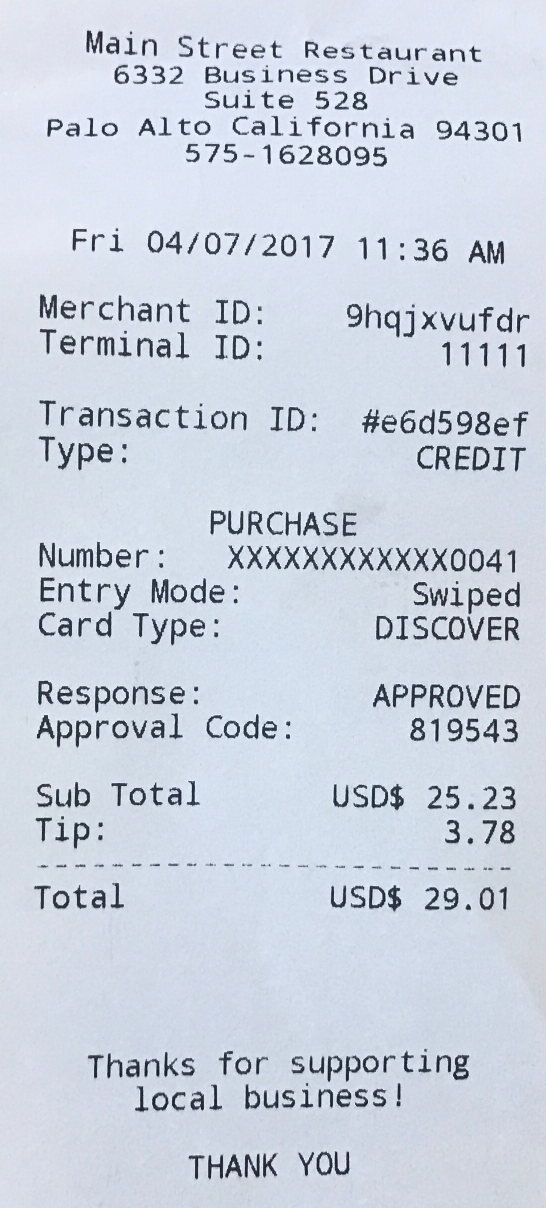 Main Street Restaurant
6332 Business Drive
Suite 528
Palo Alto California 94301
575-1628095
Fri 04/07/2017 11:36 AM
Merchant ID: 9hqjxvufdr
Terminal ID: 11111
Transaction ID: #e6d598ef
Type: CREDIT
PURCHASE
Number: XXXXXXXXXXXX0041
Entry Mode: Swiped
Card Type: DISCOVER
Response: APPROVED
Approval Code: 819543
Sub Total USD$ 25.23
Tip: 3.78
--------------------------
Total USD$ 29.01
Thanks for supporting
local business!
THANK YOU